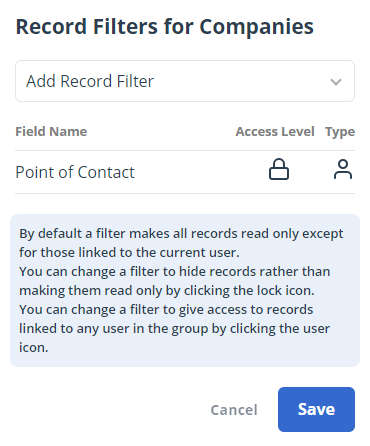 Record Filters for Companies
Add Record Filter
Field Name Access Level Type
Point of Contact
By default a filter makes all records read only except
for those linked to the current user.
You can change a filter to hide records rather than
making them read only by clicking the lock icon.
You can change a filter to give access to records
linked to any user in the group by clicking the user
icon.
Cancel Save